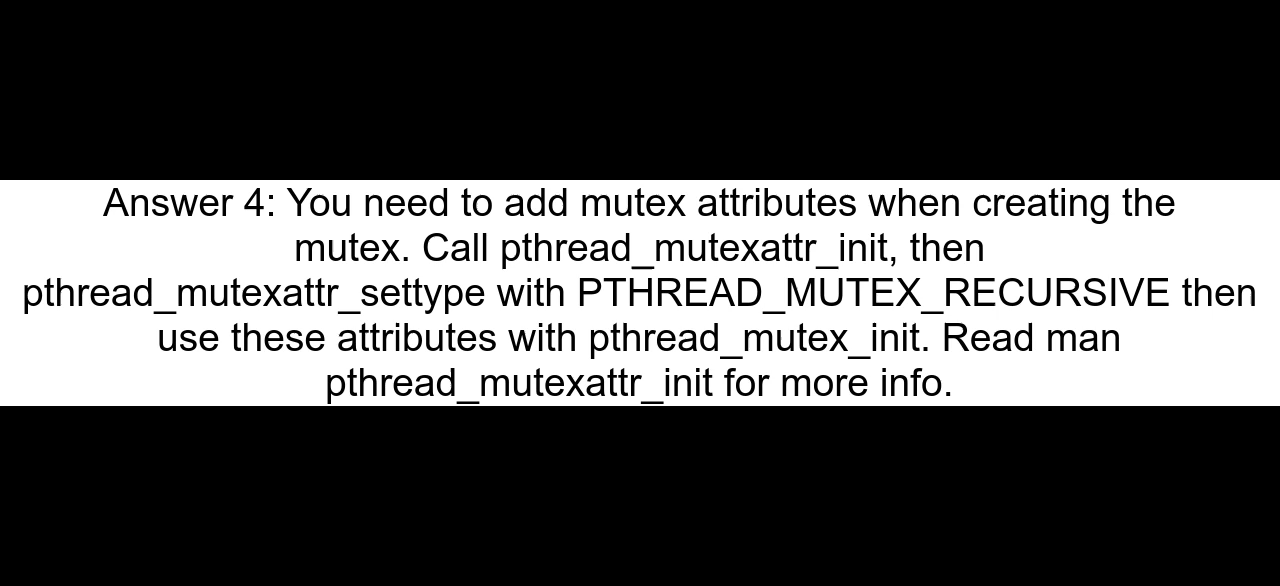 Answer 4: You need to add mutex attributes when creating the
mutex. Call pthread_mutexattr_init, then
pthread_mutexattr_settype with PTHREAD_MUTEX_RECURSIVE then
use these attributes with pthread_mutex_init. Read man
pthread_mutexattr_init for more info.